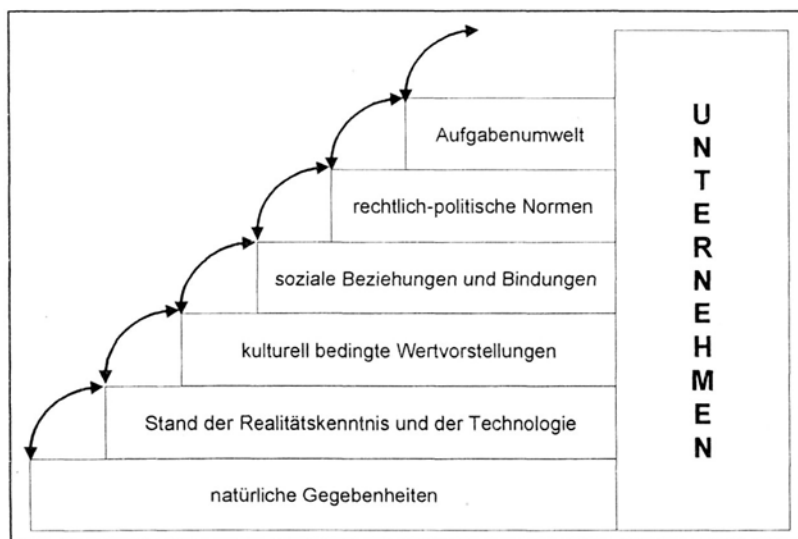 Aufgabenumwelt
rechtlich-politische Normen
soziale Beziehungen und Bindungen
kulturell bedingte Wertvorstellungen
Stand der Realitätskenntnis und der Technologie
natürliche Gegebenheiten
UNTERNEHMEN